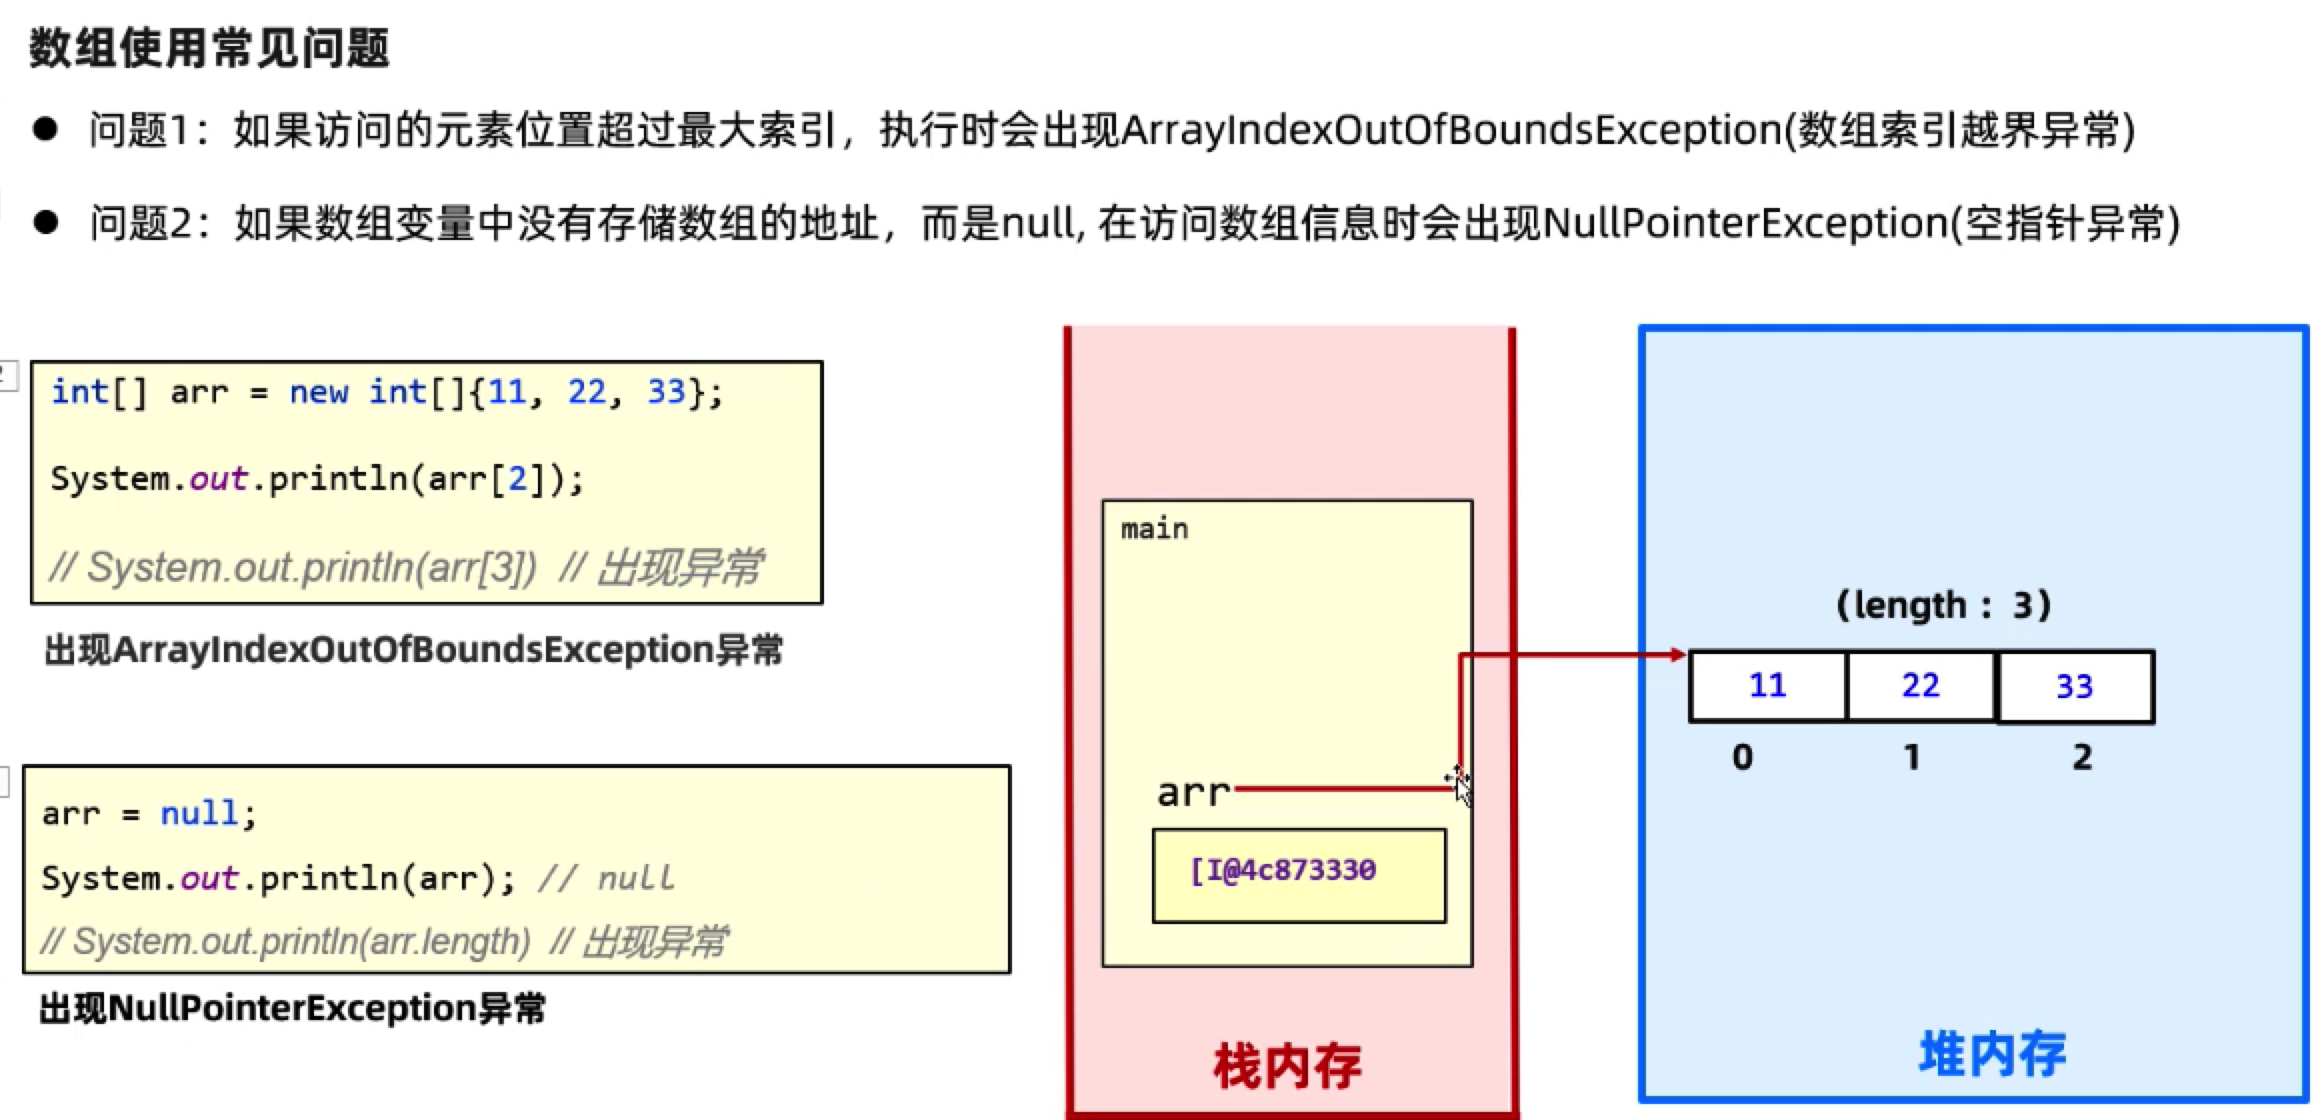 数组使用常见问题
● 问题1：如果访问的元素位置超过最大索引，执行时会出现ArrayIndexOutOfBoundsException(数组索引越界异常)
● 问题2：如果数组变量中没有存储数组的地址，而是null, 在访问数组信息时会出现NullPointerException(空指针异常)
int[] arr = new int[]{11, 22, 33};
System.out.println(arr[2]);
// System.out.println(arr[3]) // 出现异常
出现ArrayIndexOutOfBoundsException异常
arr = null;
System.out.println(arr); // null
// System.out.println(arr.length) // 出现异常
出现NullPointerException异常
main
arr
[I@4c873330
栈内存
(length : 3)
11 22 33
0 1 2
堆内存